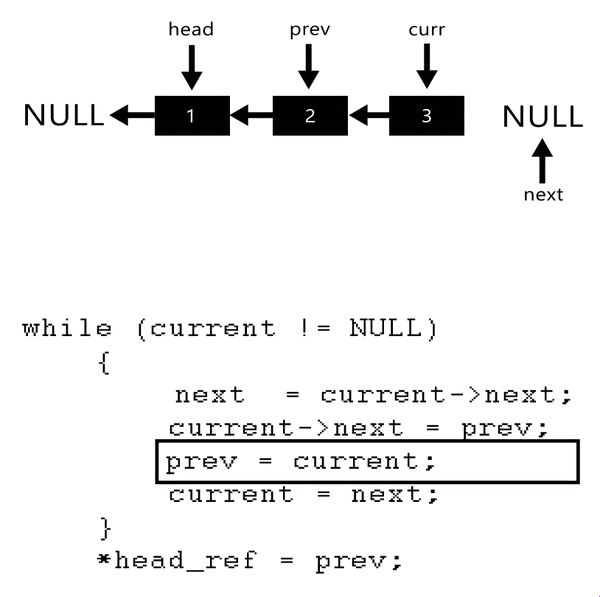 head prev curr
NULL 1 2 3 NULL
next
while (current != NULL)
{
next = current->next;
current->next = prev;
prev = current;
current = next;
}
*head_ref = prev;